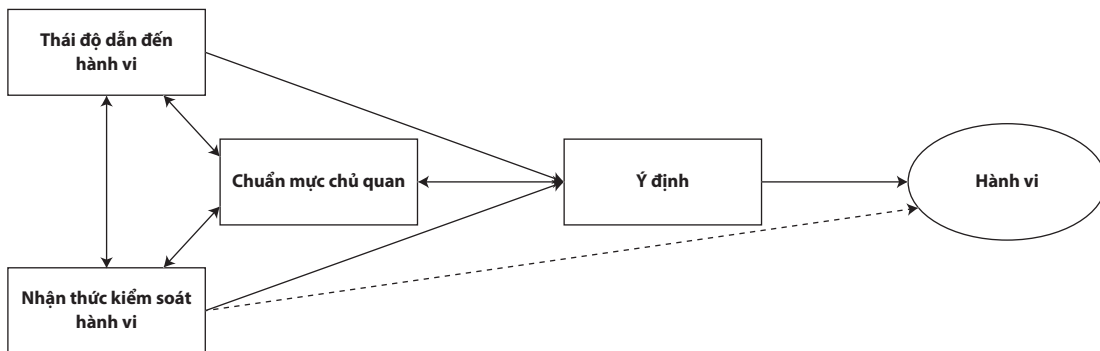 Thái độ dẫn đến
hành vi
Chuẩn mực chủ quan
Ý định
Hành vi
Nhận thức kiểm soát
hành vi